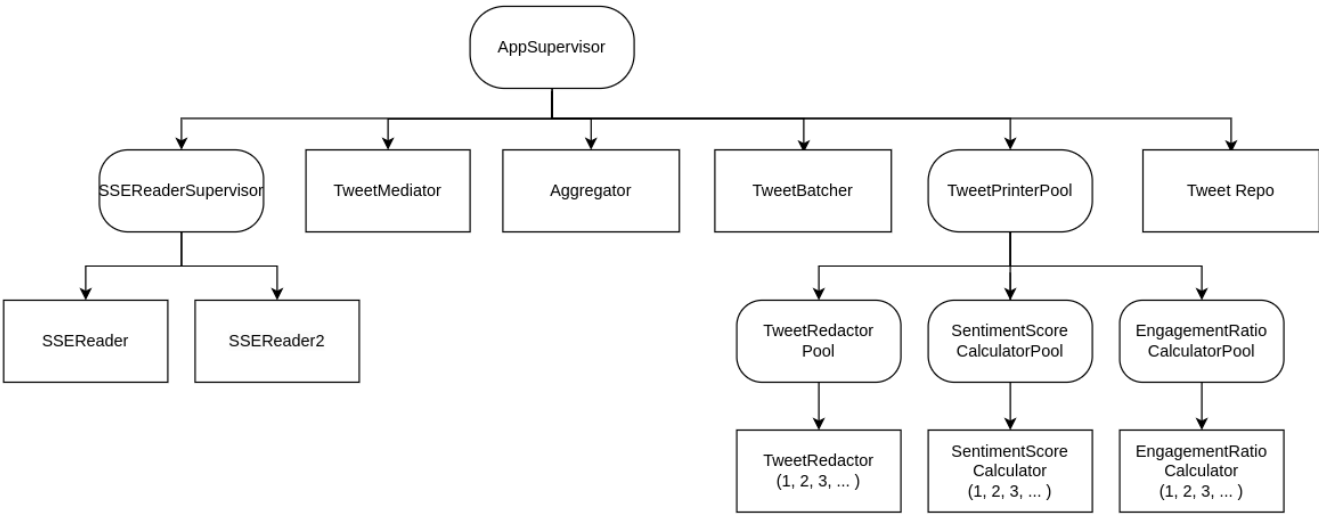 AppSupervisor
SSEReaderSupervisor
TweetMediator
Aggregator
TweetBatcher
TweetPrinterPool
Tweet Repo
SSEReader
SSEReader2
TweetRedactor
Pool
SentimentScore
CalculatorPool
EngagementRatio
CalculatorPool
TweetRedactor
(1, 2, 3, ... )
SentimentScore
Calculator
(1, 2, 3, ... )
EngagementRatio
Calculator
(1, 2, 3, ... )